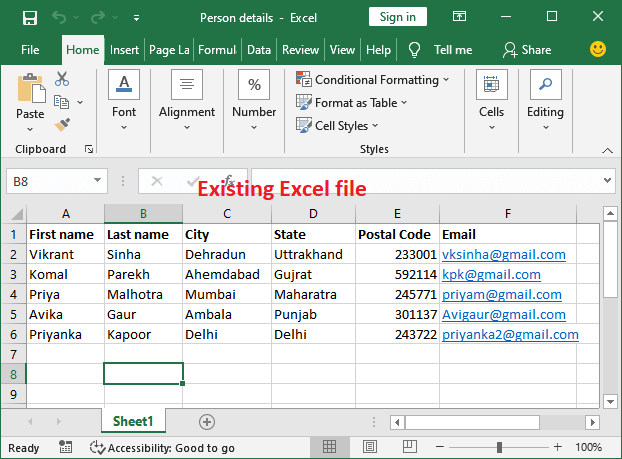 Person details - Excel
Sign in
File Home Insert Page La Formul Data Review View Help Tell me Share
Paste
Clipboard
Font
Alignment
%
Number
Conditional Formatting
Format as Table
Cell Styles
Styles
Cells
Editing
B8 fx
Existing Excel file
A B C D E F
1 First name Last name City State Postal Code Email
2 Vikrant Sinha Dehradun Uttrakhand 233001 vksinha@gmail.com
3 Komal Parekh Ahemdabad Gujrat 592114 kpk@gmail.com
4 Priya Malhotra Mumbai Maharatra 245771 priyam@gmail.com
5 Avika Gaur Ambala Punjab 301137 Avigaur@gmail.com
6 Priyanka Kapoor Delhi Delhi 243722 priyanka2@gmail.com
7
8
9
Sheet1
Ready Accessibility: Good to go 100%